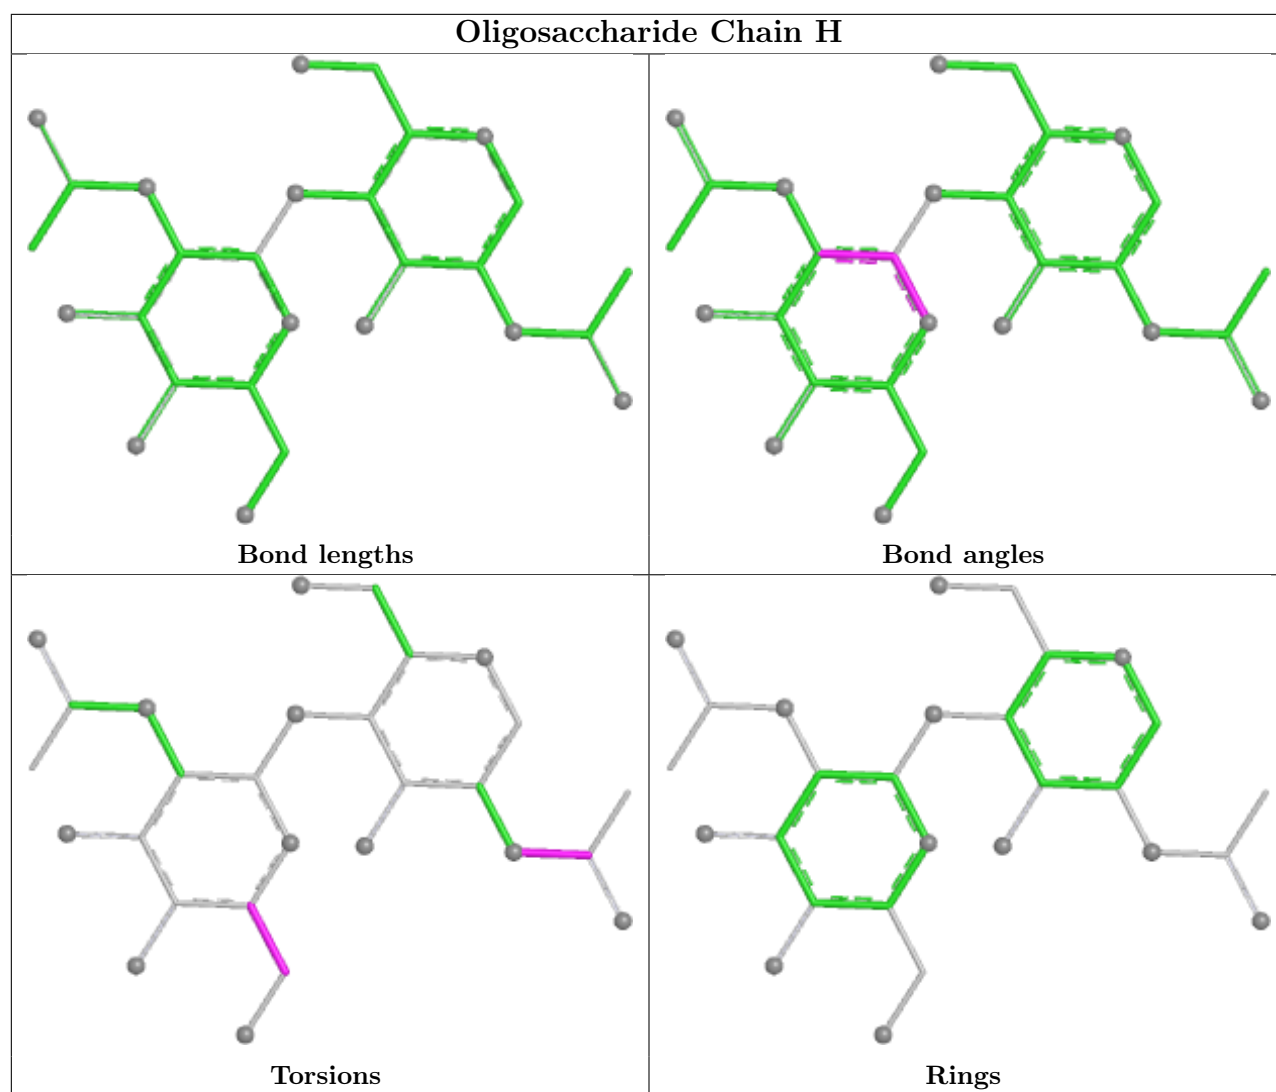 Oligosaccharide Chain H
Bond lengths
Bond angles
Torsions
Rings